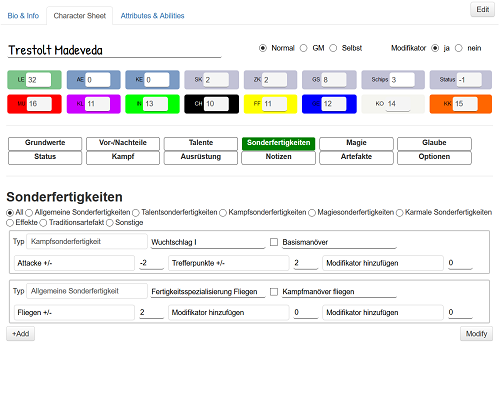 Bio & Info Character Sheet Attributes & Abilities Edit
Trestolt Madeveda Normal GM Selbst Modifikator ja nein
LE 32 AE 0 KE 0 SK 2 ZK 2 GS 8 Schips 3 Status -1
MU 16 KL 11 IN 13 CH 10 FF 11 12 KO 14 KK 15
Grundwerte Vor-/Nachteile Talente Sonderfertigkeiten Magie Glaube
Status Kampf Ausrüstung Notizen Artefakte Optionen
Sonderfertigkeiten
All Allgemeine Sonderfertigkeiten Talentsonderfertigkeiten Kampfsonderfertigkeiten Magiesonderfertigkeiten Karmale Sonderfertigkeiten
Effekte Traditionsartefakt Sonstige
Typ Kampfsonderfertigkeit Wuchtschlag I Basismanöver
Attacke +/- -2 Trefferpunkte +/- 2 Modifikator hinzufügen 0
Typ Allgemeine Sonderfertigkeit Fertigkeitsspezialisierung Fliegen Kampfmanöver fliegen
Fliegen +/- 2 Modifikator hinzufügen 0 Modifikator hinzufügen 0
+Add Modify